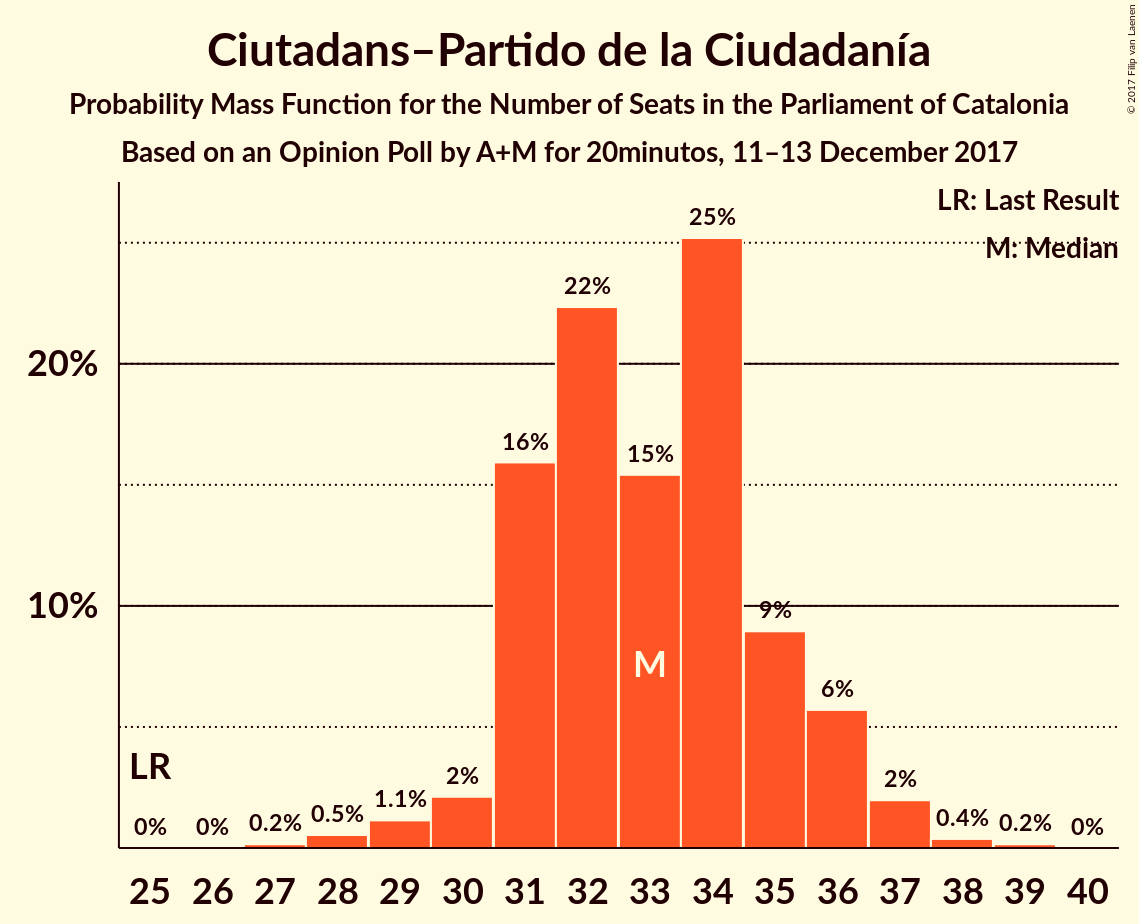 Ciutadans–Partido de la Ciudadanía
Probability Mass Function for the Number of Seats in the Parliament of Catalonia
Based on an Opinion Poll by A+M for 20minutos, 11–13 December 2017
© 2017 Filip van Laenen
LR: Last Result
M: Median
25%
22%
20%
16%
15%
10%
9%
M
6%
LR
2%
2%
1.1%
0.5%
0.4%
0.2%
0.2%
0%
0%
0%
25 26 27 28 29 30 31 32 33 34 35 36 37 38 39 40